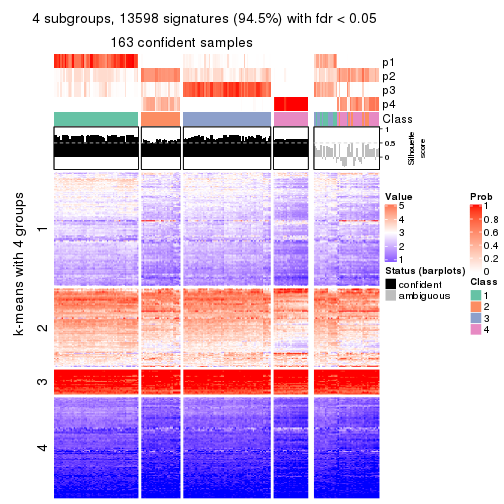 4 subgroups, 13598 signatures (94.5%) with fdr < 0.05
163 confident samples
p1
p2
p3
p4
Class
1
0.5
0
Silhouette
score
k-means with 4 groups
1
2
3
4
Value
5
4
3
2
1
Status (barplots)
confident
ambiguous
Prob
1
0.8
0.6
0.4
0.2
0
Class
1
2
3
4